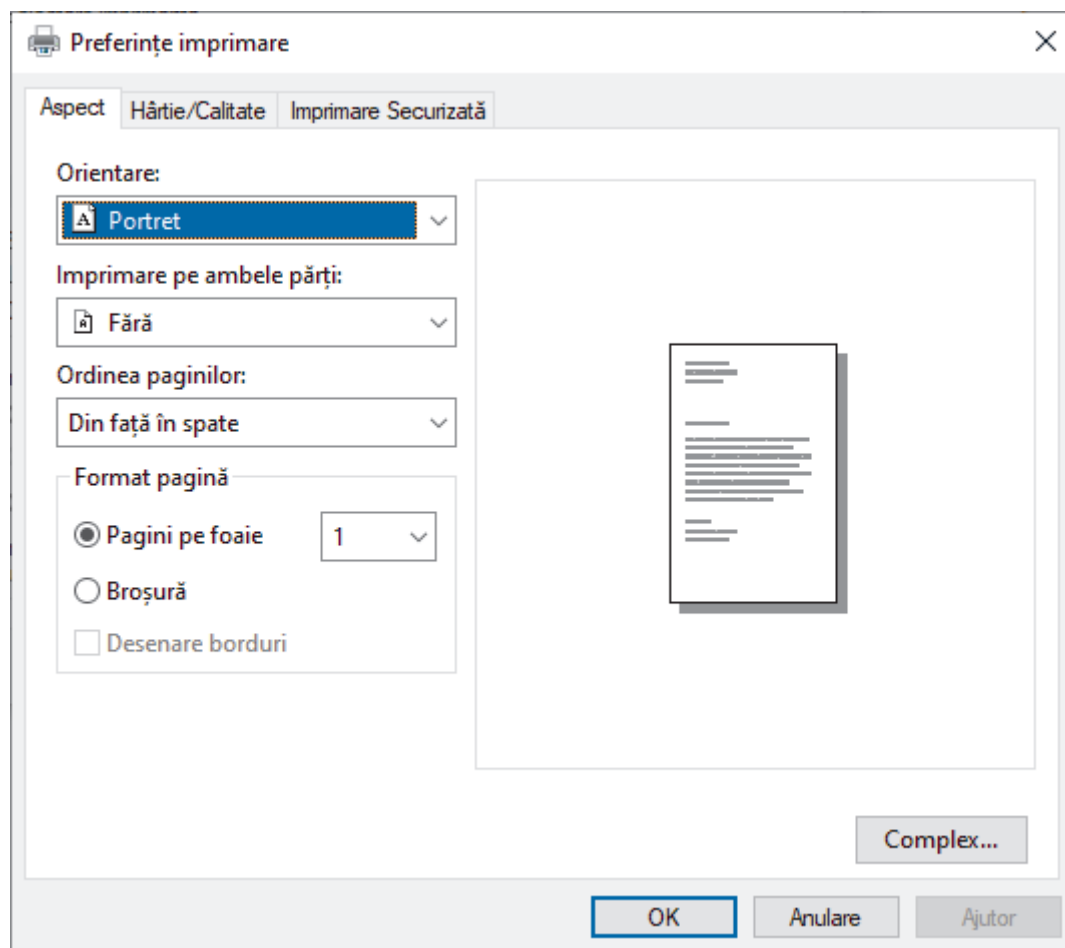 Preferințe imprimare
Aspect Hârtie/Calitate Imprimare Securizată
Orientare:
A Portret
Imprimare pe ambele părți:
A Fără
Ordinea paginilor:
Din față în spate
Format pagină
Pagini pe foaie 1
Broșură
Desenare borduri
Complex...
OK Anulare Ajutor